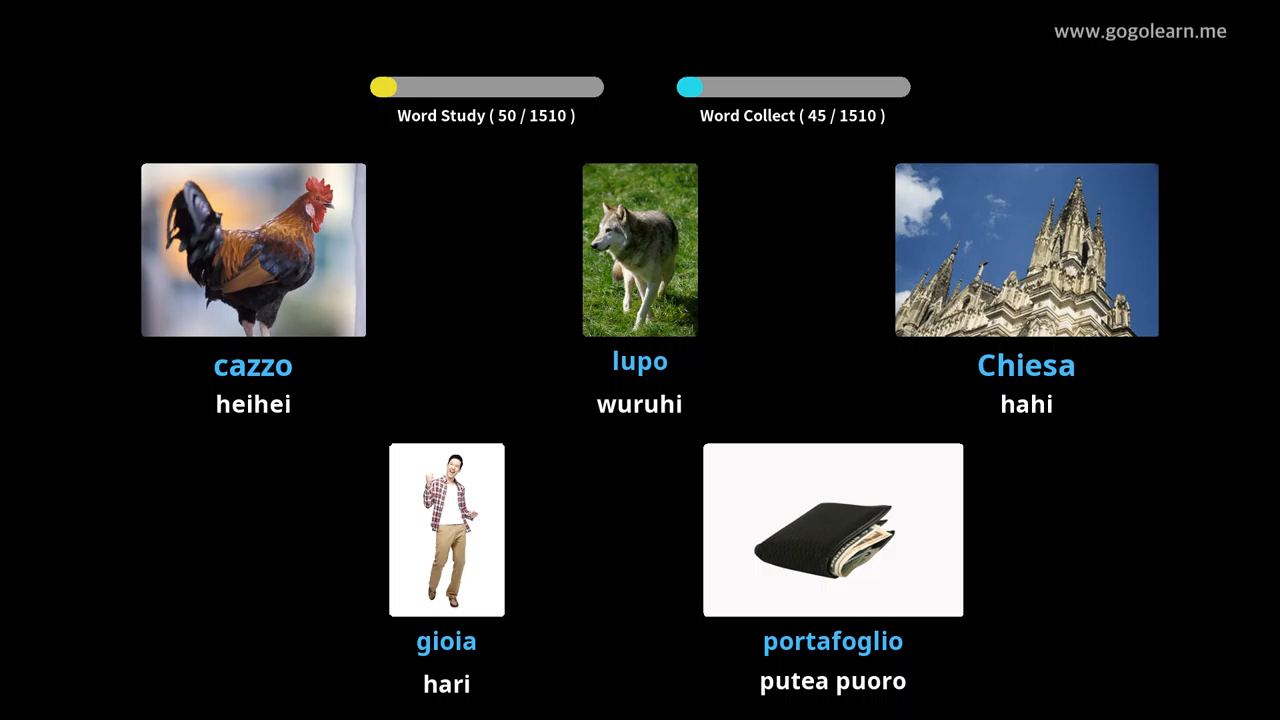 www.gogolearn.me
Word Study ( 50 / 1510 )
Word Collect ( 45 / 1510 )
cazzo
lupo
Chiesa
heihei
wuruhi
hahi
gioia
portafoglio
hari
putea puoro